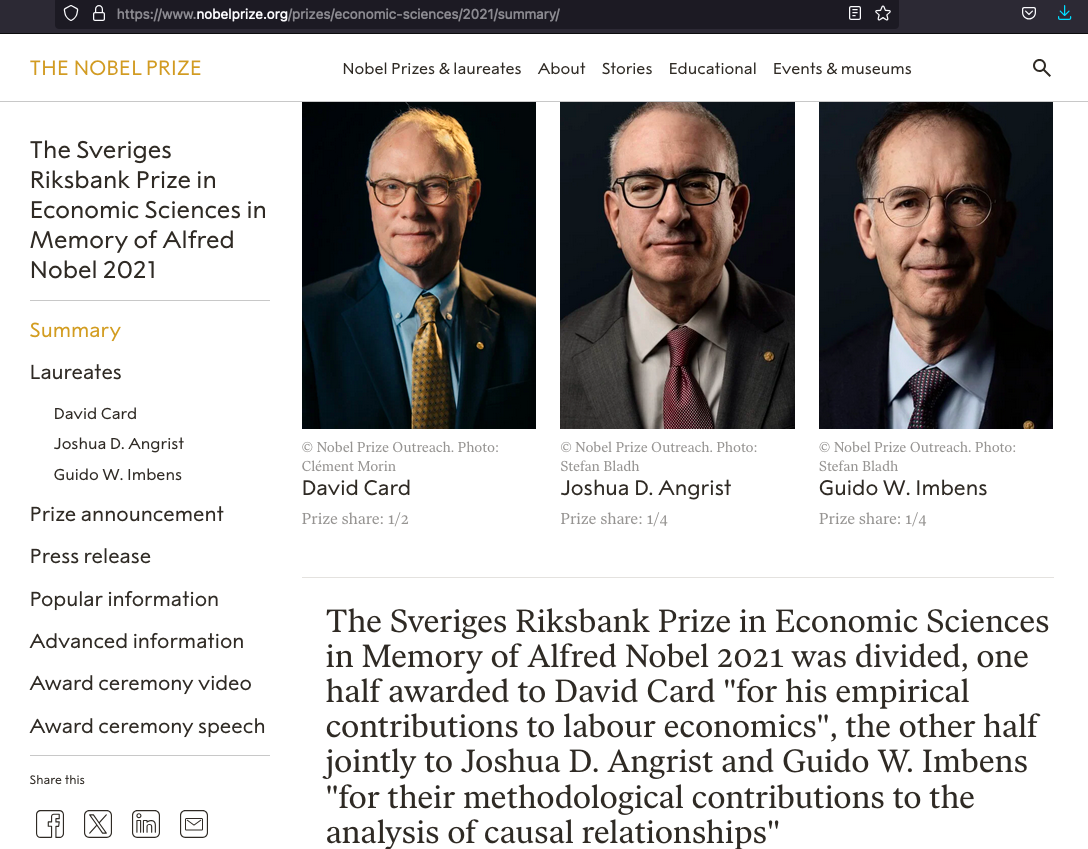 https://www.nobelprize.org/prizes/economic-sciences/2021/summary/
THE NOBEL PRIZE
Nobel Prizes & laureates About Stories Educational Events & museums
The Sveriges
Riksbank Prize in
Economic Sciences in
Memory of Alfred
Nobel 2021
Summary
Laureates
David Card
Joshua D. Angrist
Guido W. Imbens
Prize announcement
Press release
Popular information
Advanced information
Award ceremony video
Award ceremony speech
Share this
© Nobel Prize Outreach. Photo:
Clément Morin
David Card
Prize share: 1/2
© Nobel Prize Outreach. Photo:
Stefan Bladh
Joshua D. Angrist
Prize share: 1/4
© Nobel Prize Outreach. Photo:
Stefan Bladh
Guido W. Imbens
Prize share: 1/4
The Sveriges Riksbank Prize in Economic Sciences
in Memory of Alfred Nobel 2021 was divided, one
half awarded to David Card "for his empirical
contributions to labour economics", the other half
jointly to Joshua D. Angrist and Guido W. Imbens
"for their methodological contributions to the
analysis of causal relationships"